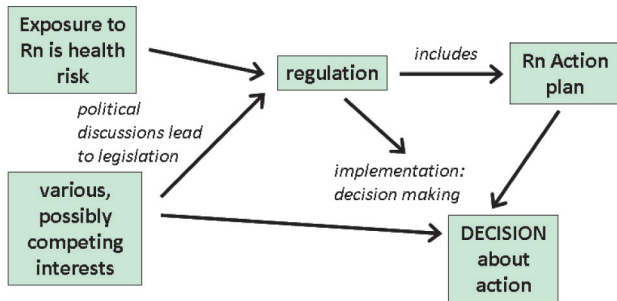 Exposure to
Rn is health
risk
regulation
includes
Rn Action
plan
political
discussions lead
to legislation
implementation:
decision making
various,
possibly
competing
interests
DECISION
about
action